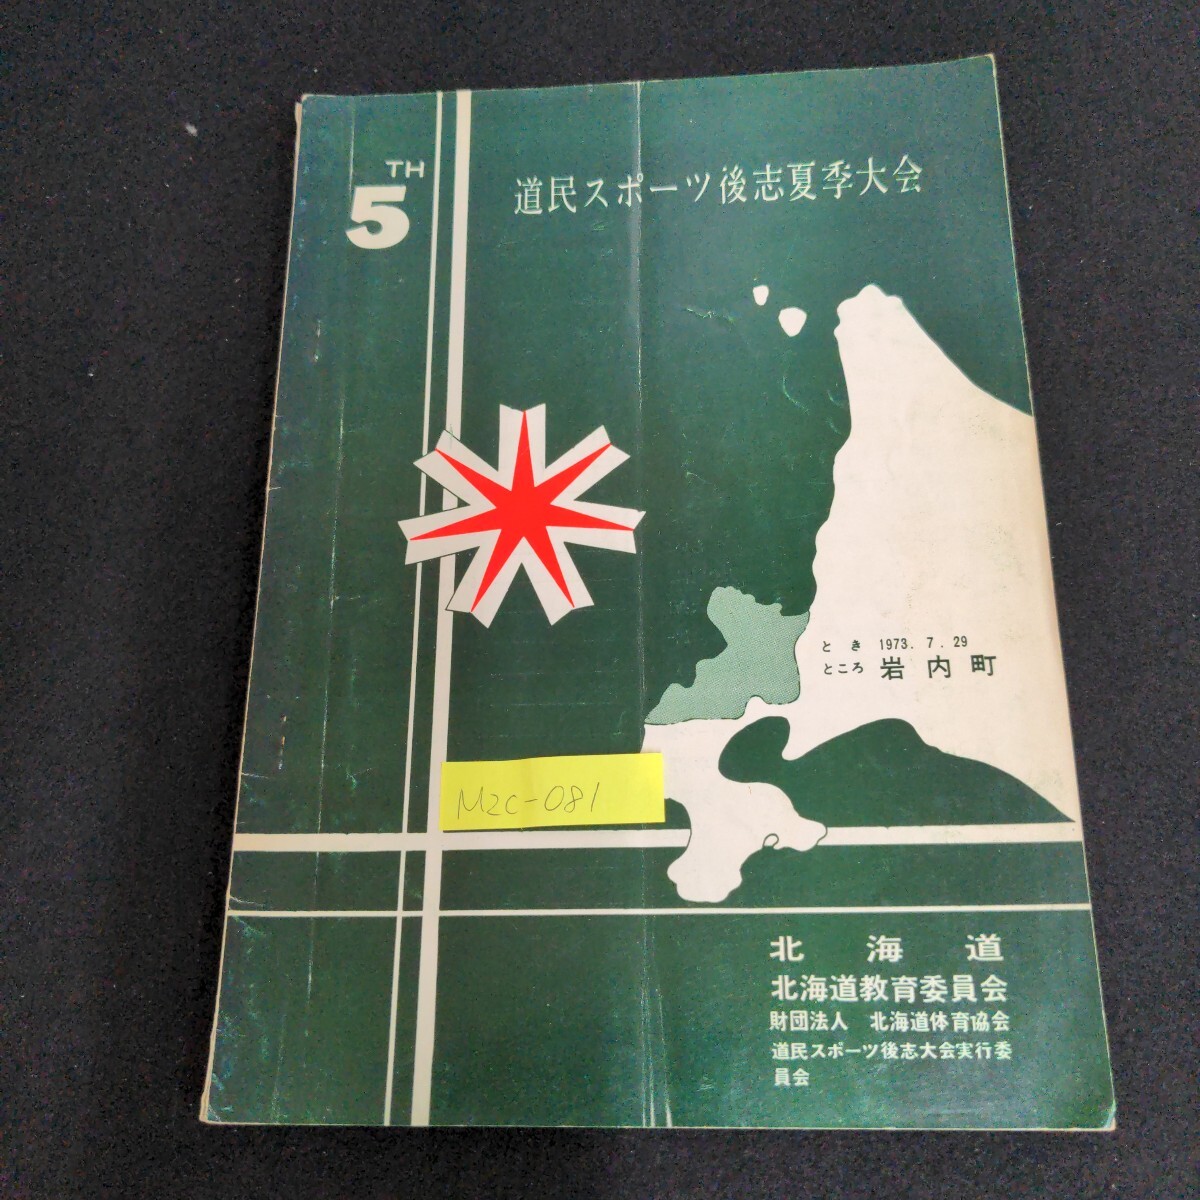 5TH
道民スポーツ後志夏季大会
とき 1973.7.29
ところ 岩内町
M2C-081
北海道
北海道教育委員会
財団法人 北海道体育協会
道民スポーツ後志大会実行委
員会